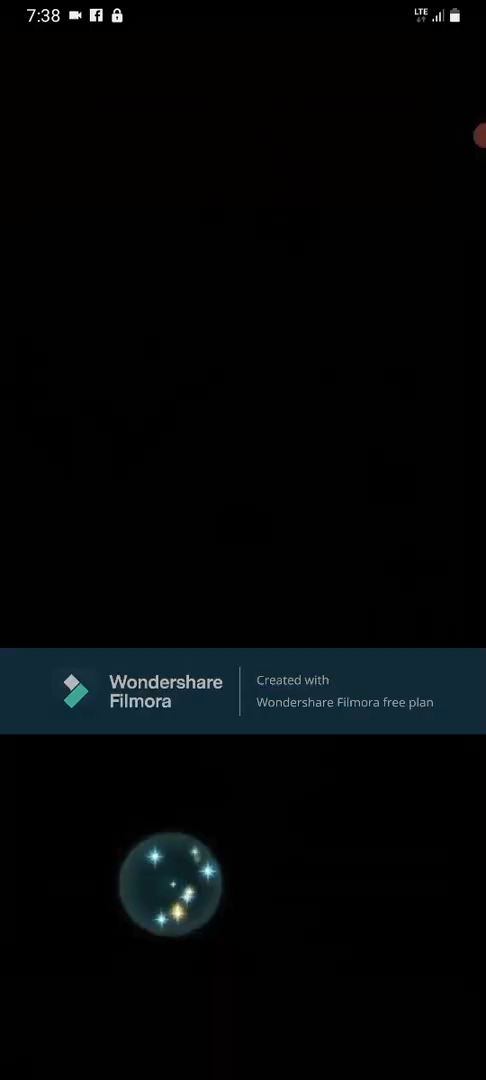 7:38
LTE
Wondershare
Filmora
Created with
Wondershare Filmora free plan